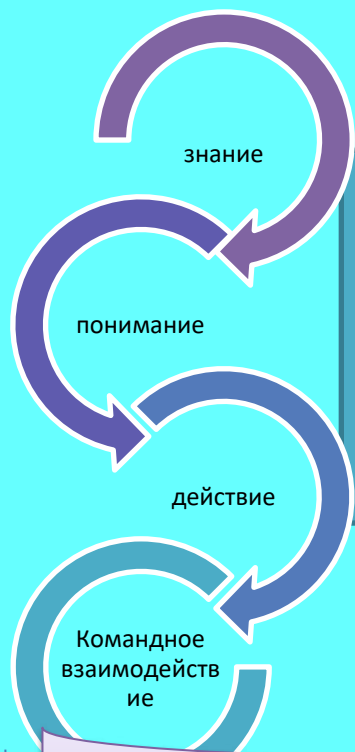 знание
понимание
действие
Командное
взаимодейств
ие